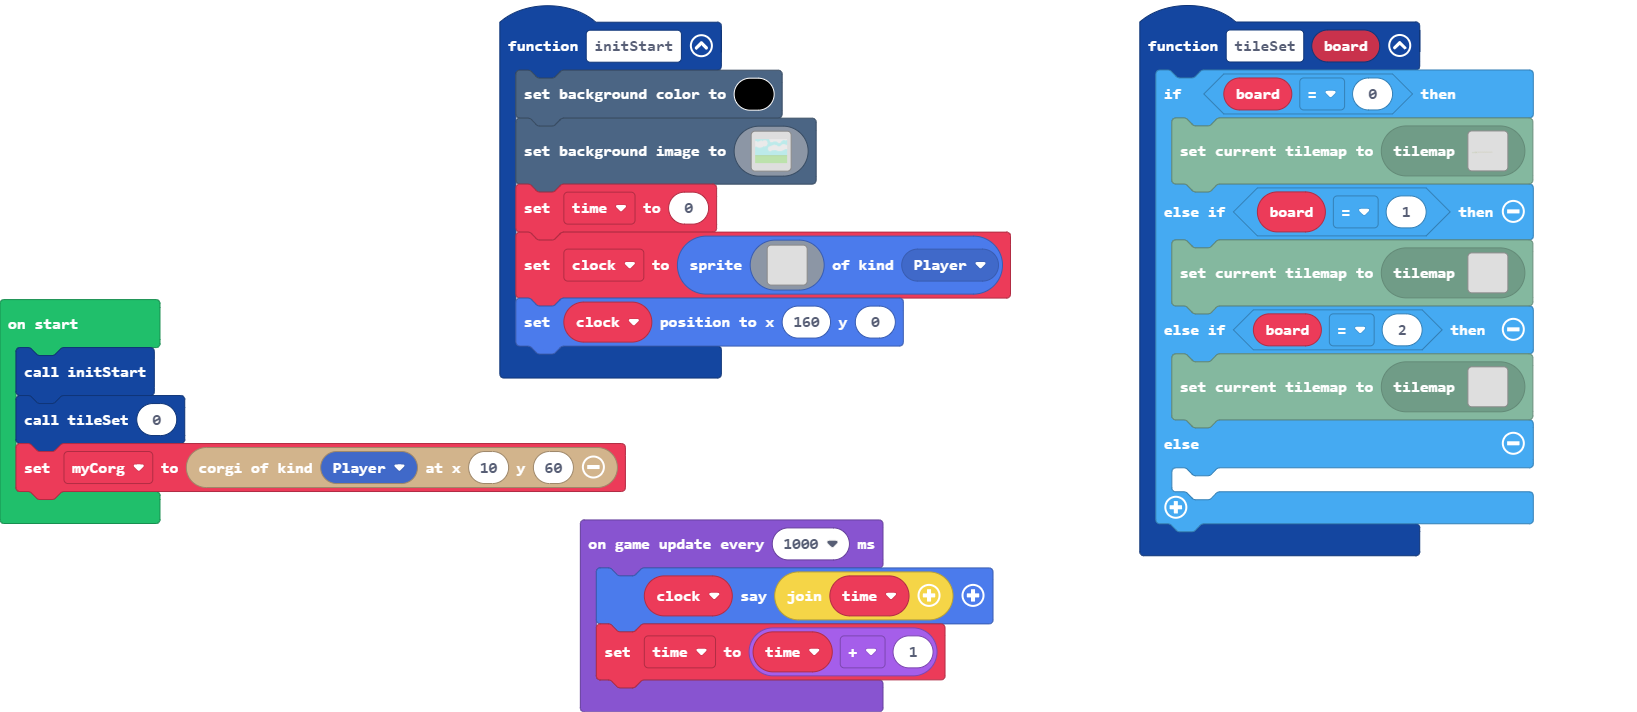 on start
call initStart
call tileSet 0
set myCorg to corgi of kind Player at x 10 y 60
function initStart
set background color to
set background image to
set time to 0
set clock to sprite of kind Player
set clock position to x 160 y 0
on game update every 1000 ms
clock say join time
set time to time + 1
function tileSet board
if board = 0 then
set current tilemap to tilemap
else if board = 1 then
set current tilemap to tilemap
else if board = 2 then
set current tilemap to tilemap
else